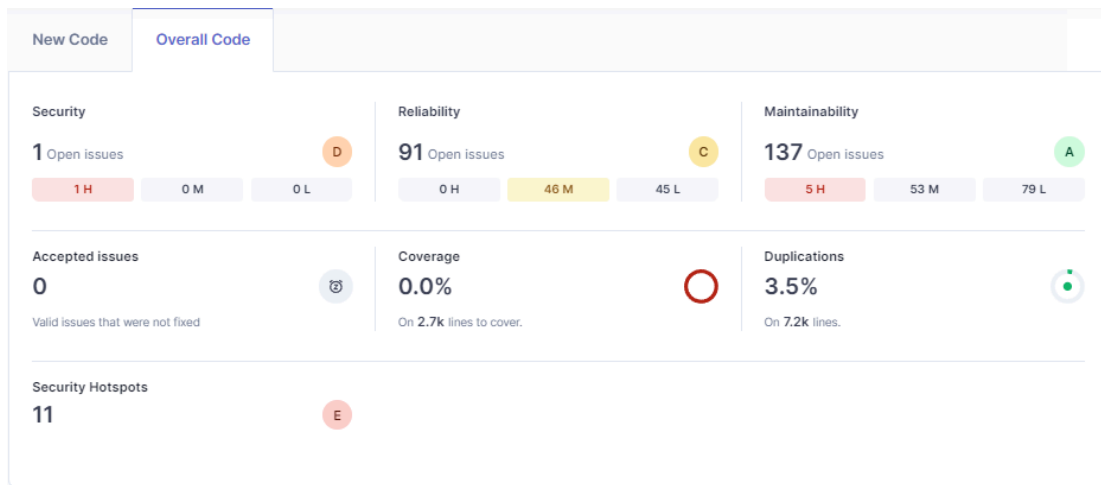 New Code
Overall Code
Security
1 Open issues
D
1 H
0 M
0 L
Reliability
91 Open issues
C
0 H
46 M
45 L
Maintainability
137 Open issues
A
5 H
53 M
79 L
Accepted issues
0
Valid issues that were not fixed
Coverage
0.0%
On 2.7k lines to cover.
Duplications
3.5%
On 7.2k lines.
Security Hotspots
11
E